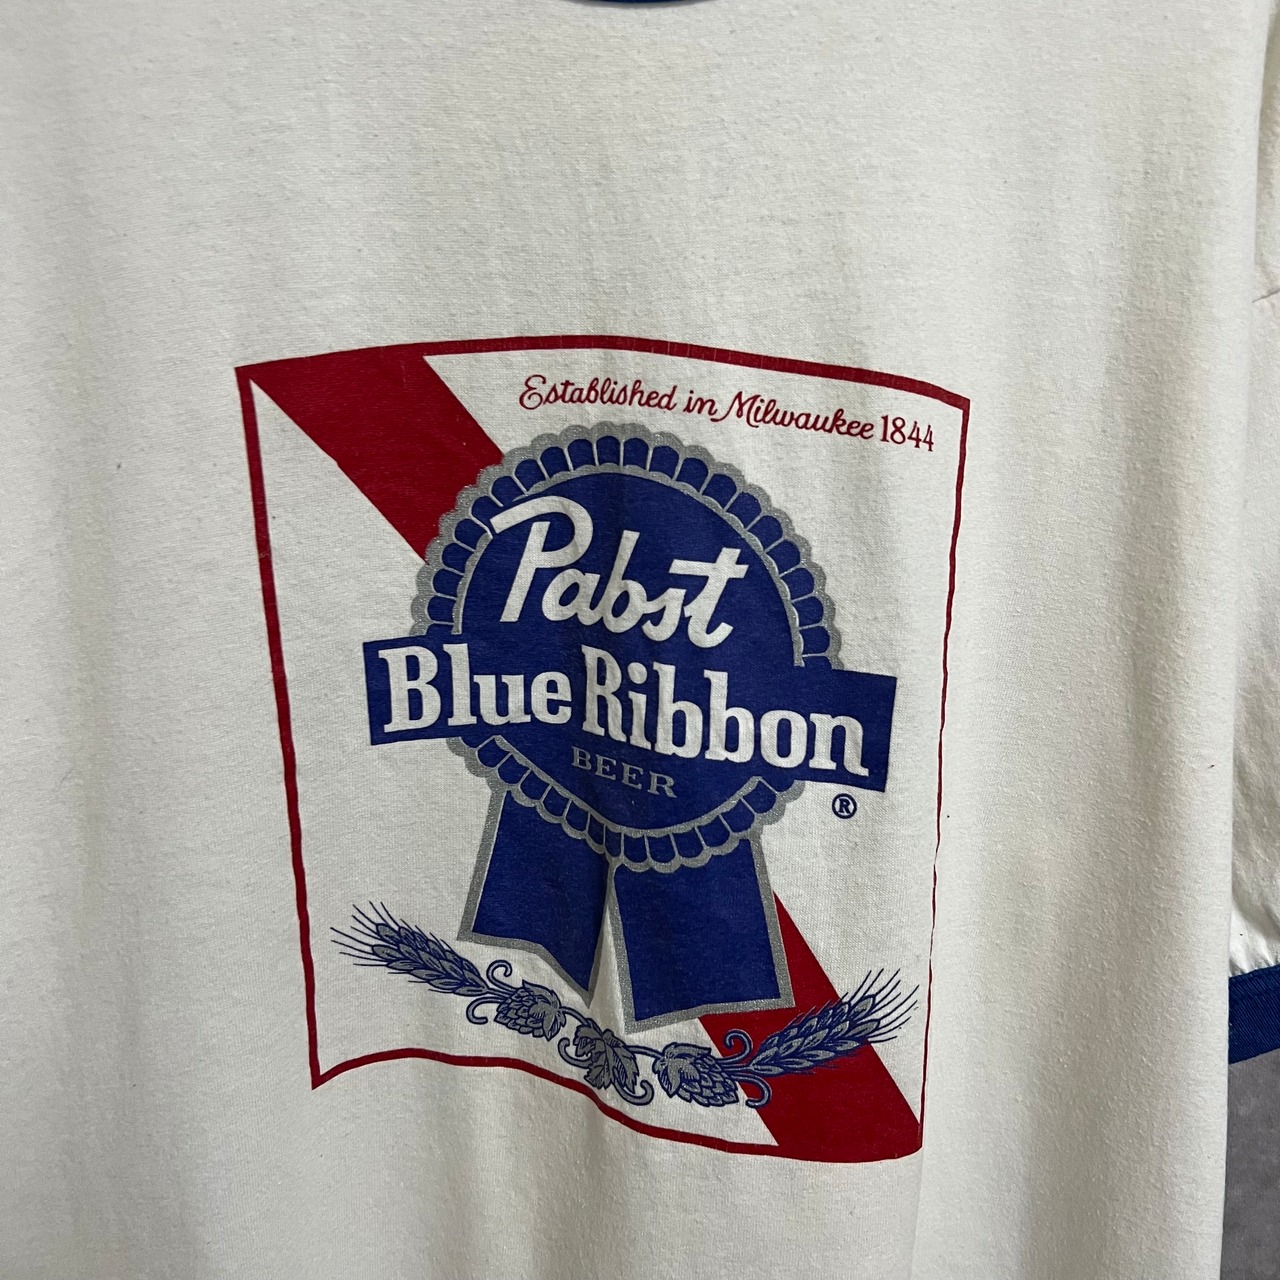 Established in Milwaukee 1844
Pabst
Blue Ribbon
BEER
®